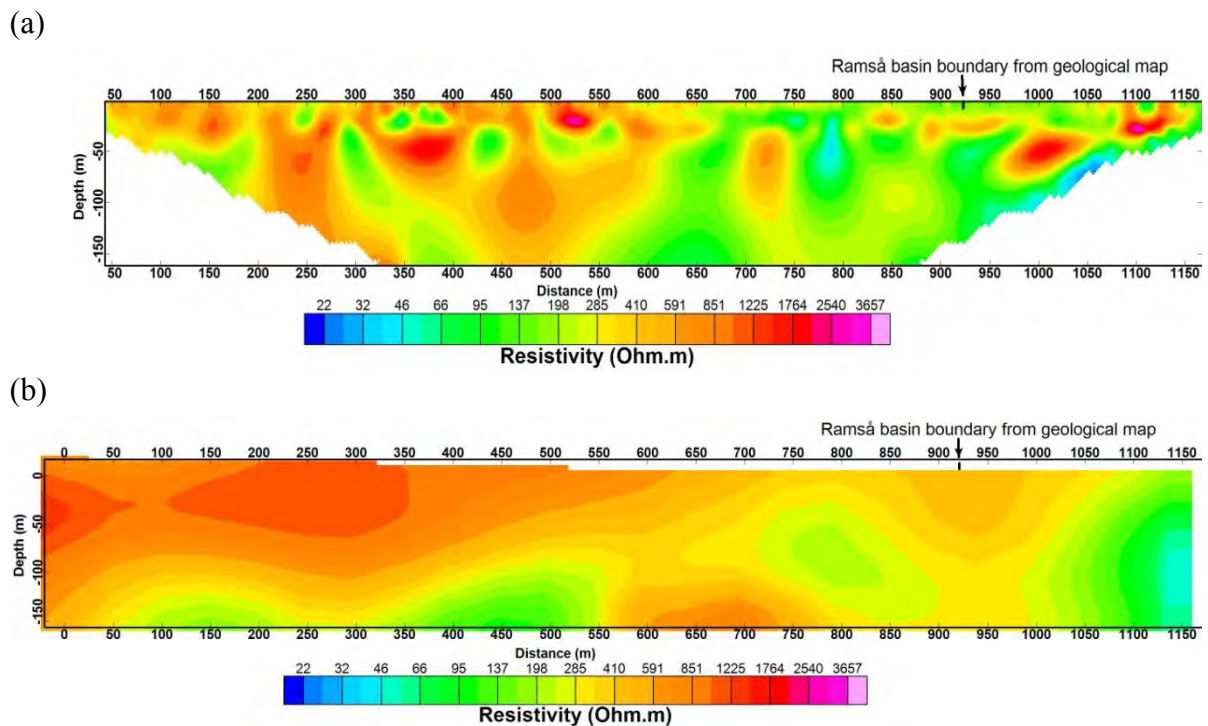 (a)
Ramså basin boundary from geological map
50 100 150 200 250 300 350 400 450 500 550 600 650 700 750 800 850 900 950 1000 1050 1100 1150
Depth (m)
-50
-100
-150
50 100 150 200 250 300 350 400 450 500 550 600 650 700 750 800 850 900 950 1000 1050 1100 1150
Distance (m)
22 32 46 66 95 137 198 285 410 591 851 1225 1764 2540 3657
Resistivity (Ohm.m)
(b)
Ramså basin boundary from geological map
0 50 100 150 200 250 300 350 400 450 500 550 600 650 700 750 800 850 900 950 1000 1050 1100 1150
Depth (m)
0
-50
-100
-150
0 50 100 150 200 250 300 350 400 450 500 550 600 650 700 750 800 850 900 950 1000 1050 1100 1150
Distance (m)
22 32 46 66 95 137 198 285 410 591 851 1225 1764 2540 3657
Resistivity (Ohm.m)